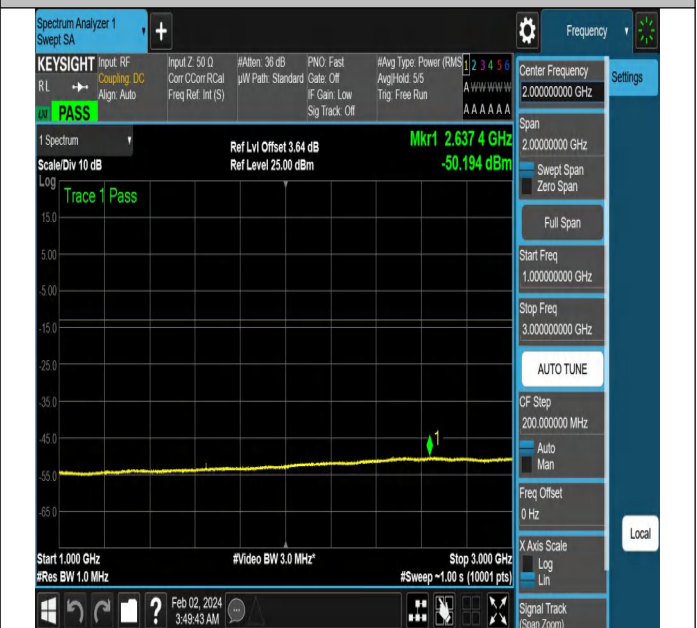 Spectrum Analyzer 1
Swept SA
+
Frequency
KEYSIGHT
RL
PASS
Input: RF
Coupling: DC
Align: Auto
Input Z: 50 Ω
Corr CCorr RCal
Freq Ref: Int (S)
#Atten: 36 dB
µW Path: Standard
PNO: Fast
Gate: Off
IF Gain: Low
Sig Track: Off
#Avg Type: Power (RMS
Avg|Hold: 5/5
Trig: Free Run
1 2 3 4 5 6
A W W W W W
A A A A A A
1 Spectrum
Scale/Div 10 dB
Ref Lvl Offset 3.64 dB
Ref Level 25.00 dBm
Mkr1 2.637 4 GHz
-50.194 dBm
Log
Trace 1 Pass
15.0
5.00
-5.00
-15.0
-25.0
-35.0
-45.0
-55.0
-65.0
1
Start 1.000 GHz
#Res BW 1.0 MHz
#Video BW 3.0 MHz*
Stop 3.000 GHz
#Sweep ~1.00 s (10001 pts)
Center Frequency
2.000000000 GHz
Settings
Span
2.00000000 GHz
Swept Span
Zero Span
Full Span
Start Freq
1.000000000 GHz
Stop Freq
3.000000000 GHz
AUTO TUNE
CF Step
200.000000 MHz
Auto
Man
Freq Offset
0 Hz
X Axis Scale
Log
Lin
Local
Signal Track
(Span Zoom)
?
Feb 02, 2024
3:49:43 AM